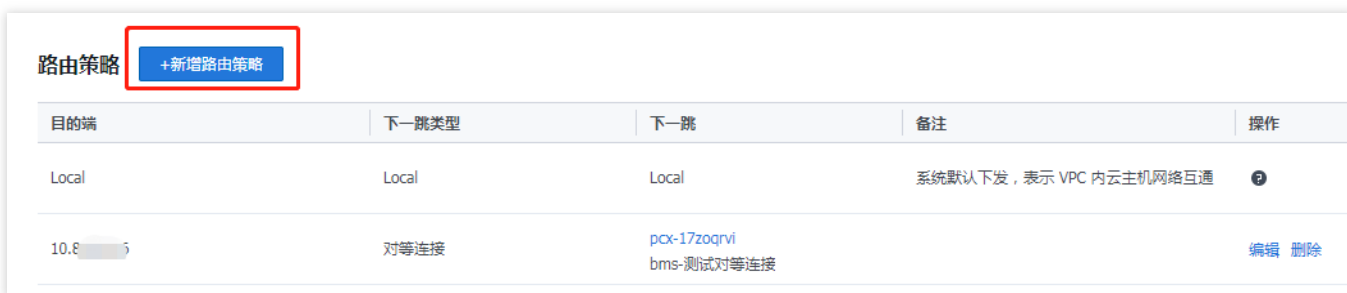 路由策略 +新增路由策略
目的端 下一跳类型 下一跳 备注 操作
Local Local Local 系统默认下发，表示 VPC 内云主机网络互通
10.8 对等连接 pcx-17zoqrvi 编辑 删除
bms-测试对等连接